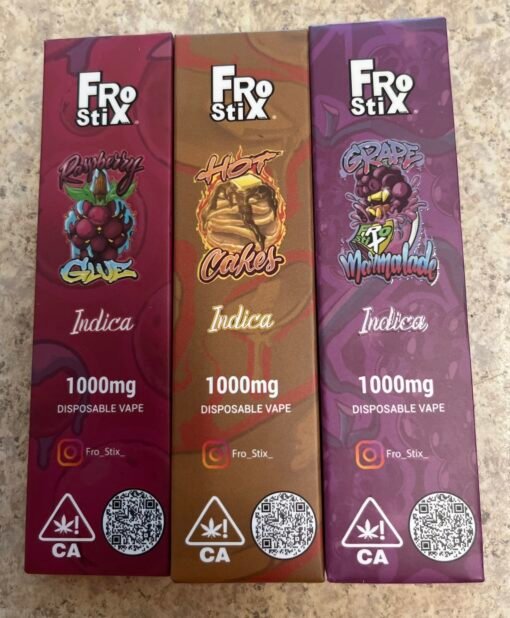 FRo
StiX
Rawberry
GLUE
Indica
1000mg
DISPOSABLE VAPE
Fro_Stix_
CA
FRo
StiX
HOT
Cakes
Indica
1000mg
DISPOSABLE VAPE
Fro_Stix_
CA
FRo
StiX
GRAPE
Marmalade
Indica
1000mg
DISPOSABLE VAPE
Fro_Stix_
CA